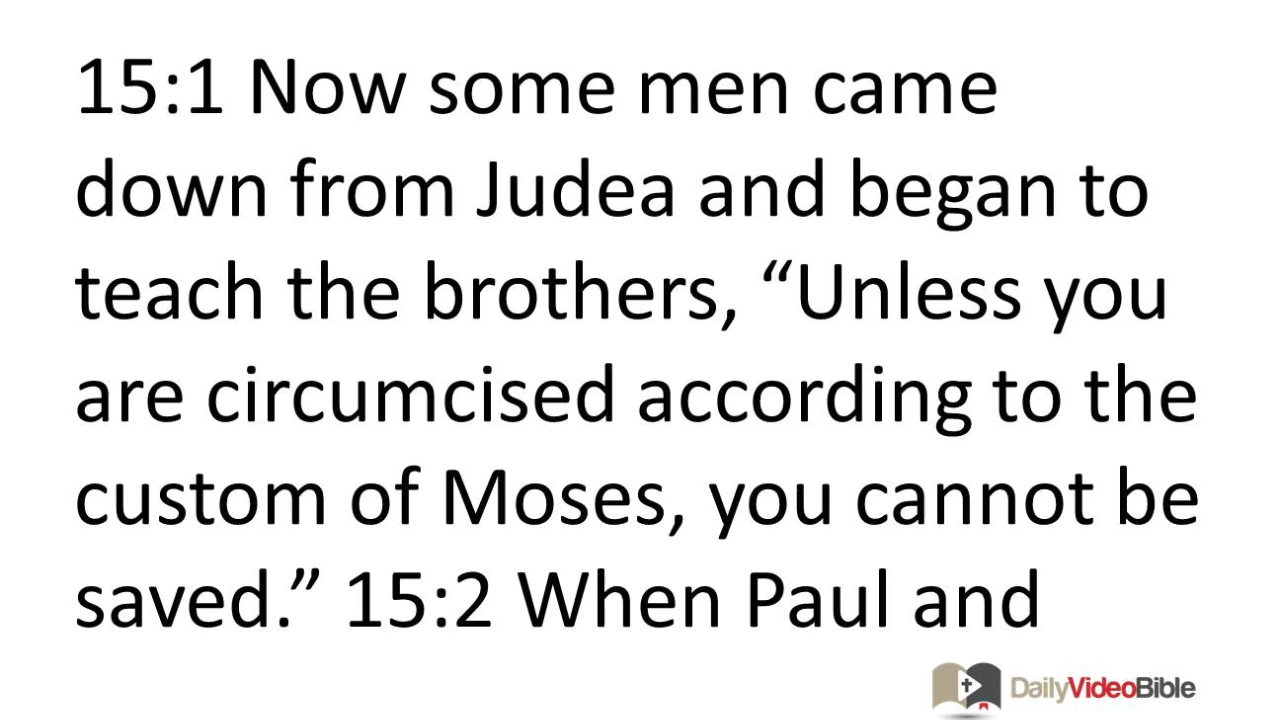 15:1 Now some men came
down from Judea and began to
teach the brothers, “Unless you
are circumcised according to the
custom of Moses, you cannot be
saved.” 15:2 When Paul and
DailyVideoBible